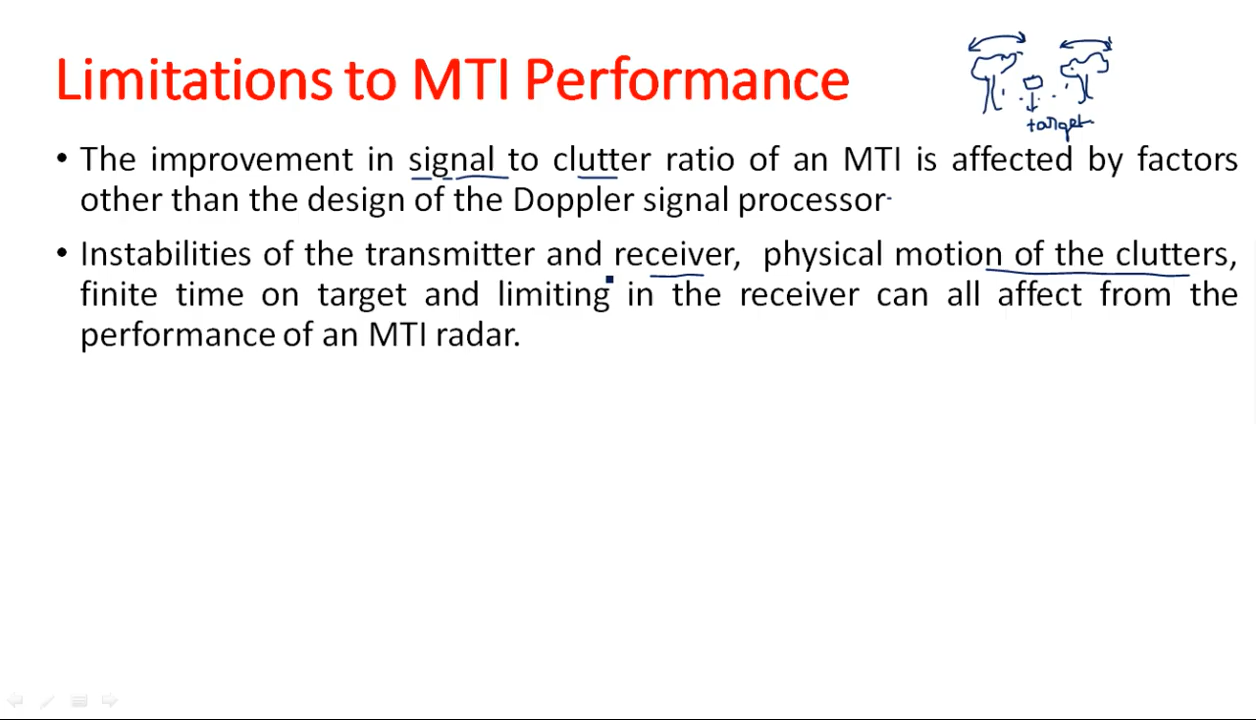 Limitations to MTI Performance
target
• The improvement in signal to clutter ratio of an MTI is affected by factors
other than the design of the Doppler signal processor
• Instabilities of the transmitter and receiver, physical motion of the clutters,
finite time on target and limiting in the receiver can all affect from the
performance of an MTI radar.